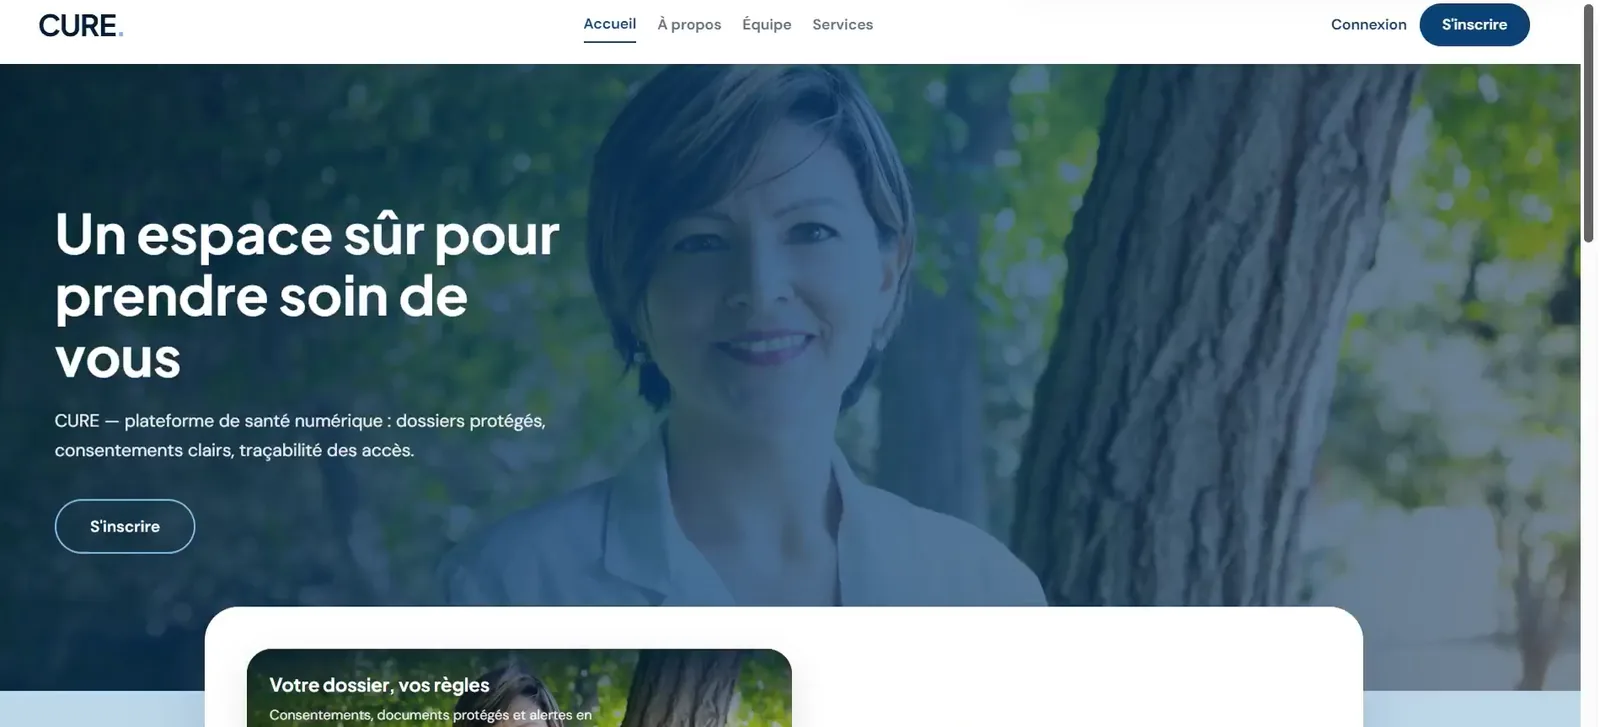 CURE.
Accueil
À propos
Équipe
Services
Connexion
S'inscrire
Un espace sûr pour
prendre soin de
vous
CURE — plateforme de santé numérique : dossiers protégés,
consentements clairs, traçabilité des accès.
S'inscrire
Votre dossier, vos règles
Consentements, documents protégés et alertes en